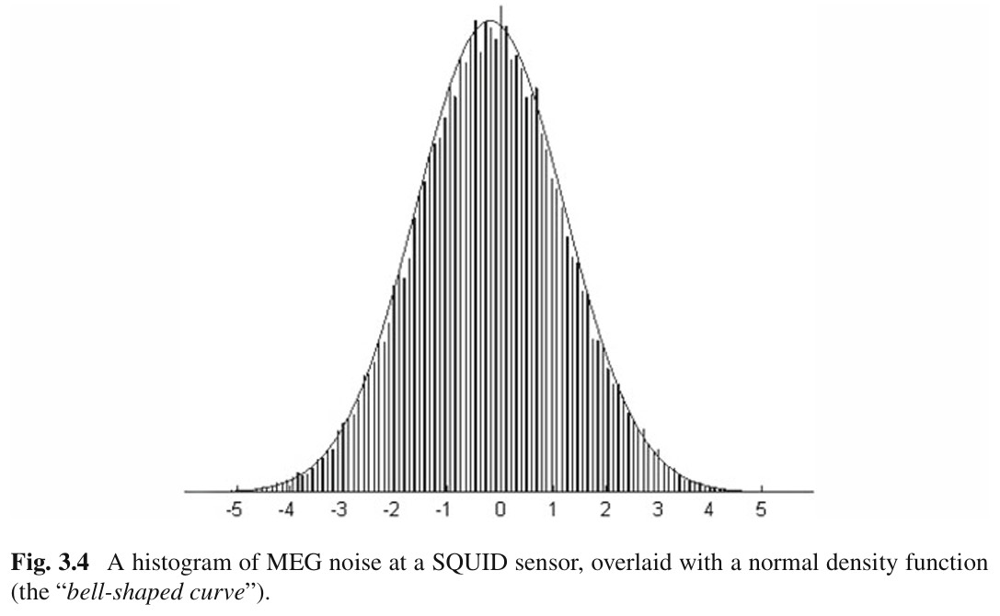 -5 -4 -3 -2 -1 0 1 2 3 4 5
Fig. 3.4 A histogram of MEG noise at a SQUID sensor, overlaid with a normal density function
(the “bell-shaped curve”).